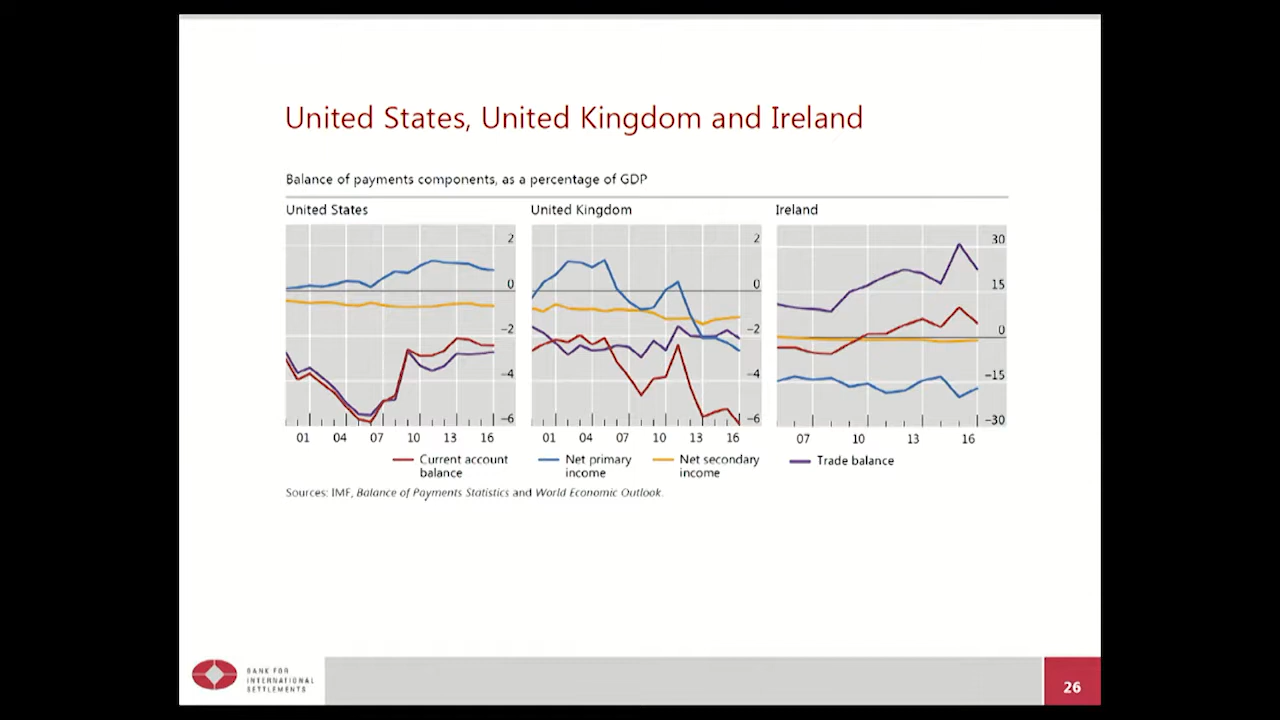 United States, United Kingdom and Ireland
Balance of payments components, as a percentage of GDP
United States United Kingdom Ireland
2 2 30
0 0 15
−2 −2 0
−4 −4 −15
−6 −6 −30
01 04 07 10 13 16 01 04 07 10 13 16 07 10 13 16
Current account balance Net primary income Net secondary income Trade balance
Sources: IMF, Balance of Payments Statistics and World Economic Outlook.
BANK FOR
INTERNATIONAL
SETTLEMENTS
26